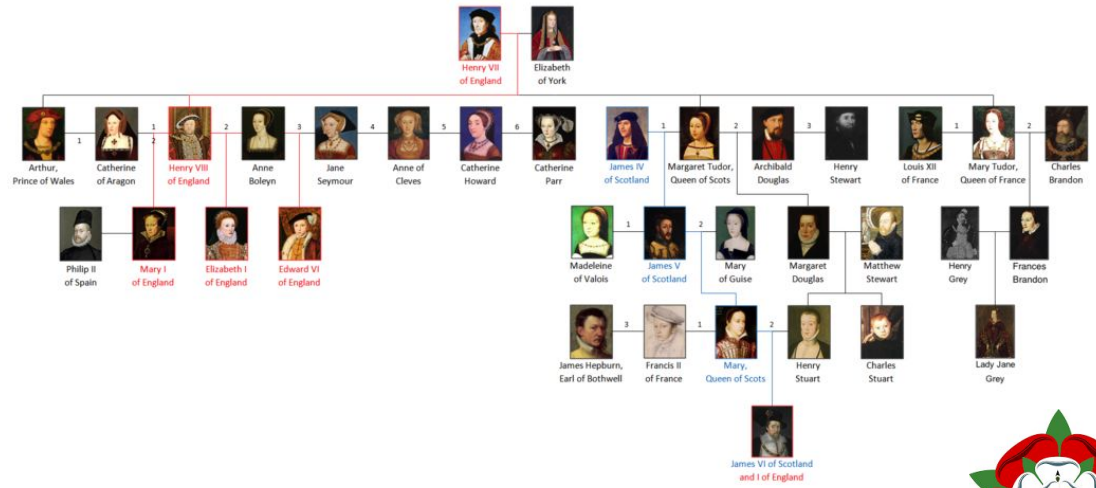 Henry VII
of England
Elizabeth
of York
1
1
2
2
3
4
5
6
1
2
3
1
2
Arthur,
Prince of Wales
Catherine
of Aragon
Henry VIII
of England
Anne
Boleyn
Jane
Seymour
Anne of
Cleves
Catherine
Howard
Catherine
Parr
James IV
of Scotland
Margaret Tudor,
Queen of Scots
Archibald
Douglas
Henry
Stewart
Louis XII
of France
Mary Tudor,
Queen of France
Charles
Brandon
1
2
Philip II
of Spain
Mary I
of England
Elizabeth I
of England
Edward VI
of England
Madeleine
of Valois
James V
of Scotland
Mary
of Guise
Margaret
Douglas
Matthew
Stewart
Henry
Grey
Frances
Brandon
3
1
2
James Hepburn,
Earl of Bothwell
Francis II
of France
Mary,
Queen of Scots
Henry
Stuart
Charles
Stuart
Lady Jane
Grey
James VI of Scotland
and I of England